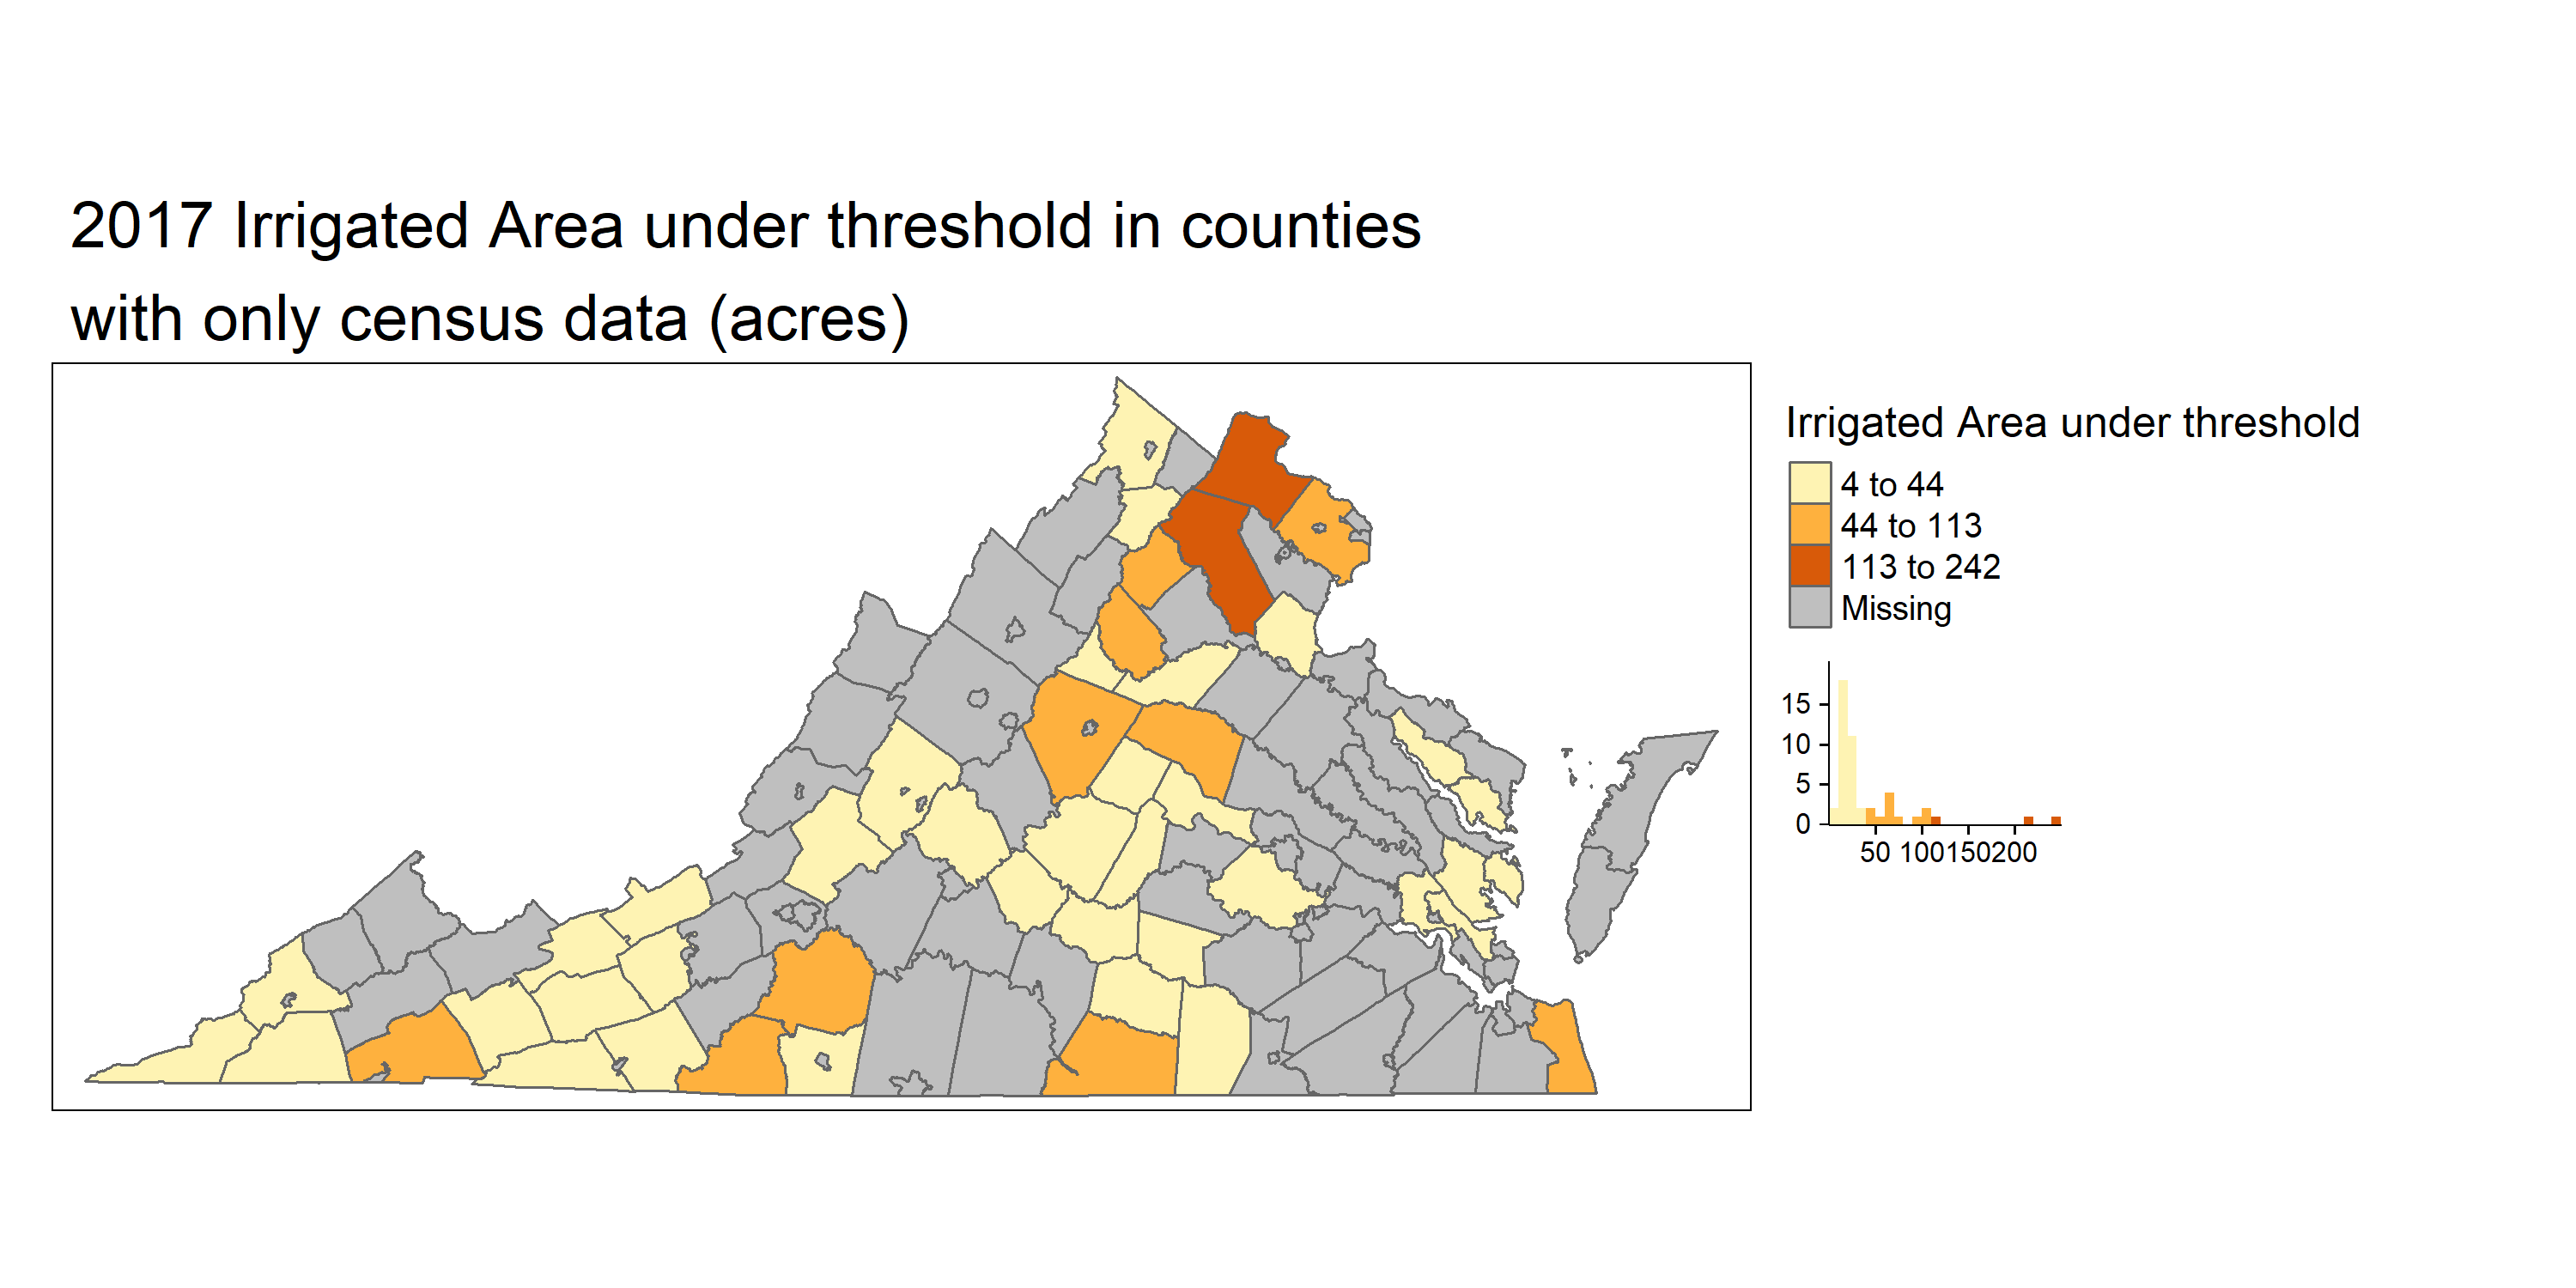 2017 Irrigated Area under threshold in counties
with only census data (acres)
Irrigated Area under threshold
4 to 44
44 to 113
113 to 242
Missing
15
10
5
0
50 100150200